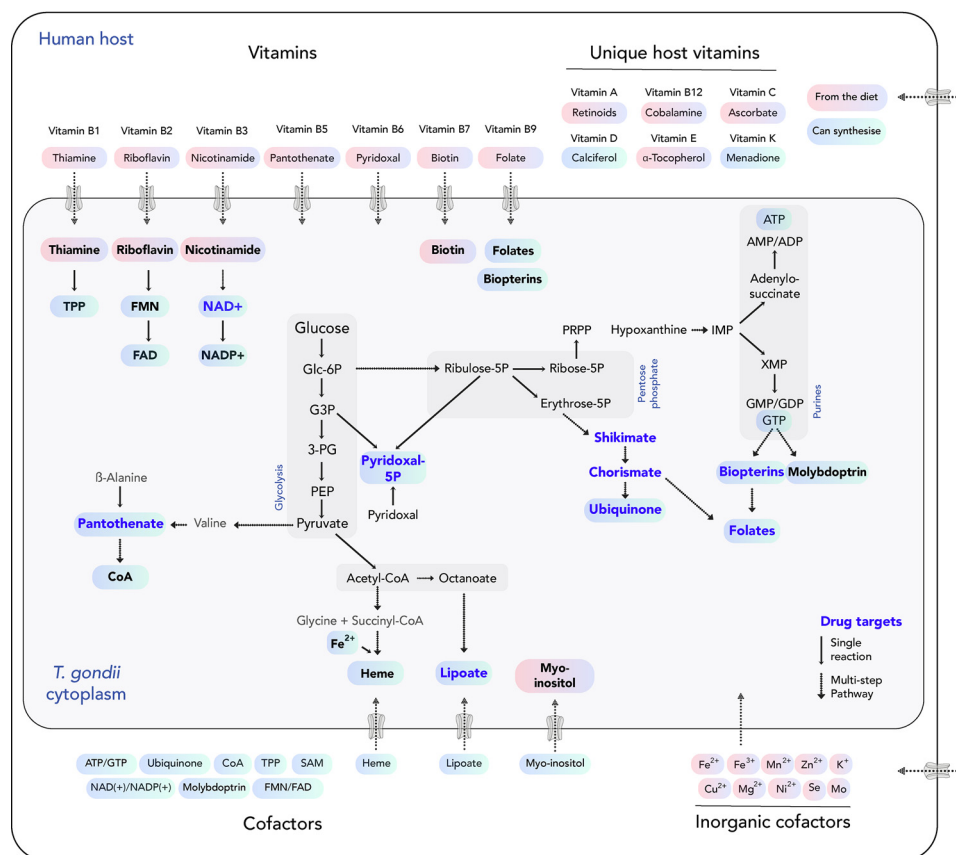 Human host
Vitamins
Unique host vitamins
Vitamin A
Vitamin B12
Vitamin C
Retinoids
Cobalamine
Ascorbate
From the diet
Vitamin D
Vitamin E
Vitamin K
Can synthesise
Calciferol
α-Tocopherol
Menadione
Vitamin B1
Vitamin B2
Vitamin B3
Vitamin B5
Vitamin B6
Vitamin B7
Vitamin B9
Thiamine
Riboflavin
Nicotinamide
Pantothenate
Pyridoxal
Biotin
Folate
Thiamine
Riboflavin
Nicotinamide
Biotin
Folates
Biopterins
TPP
FMN
NAD+
FAD
NADP+
ATP
AMP/ADP
Adenylo-
succinate
Hypoxanthine
IMP
XMP
GMP/GDP
GTP
Purines
Biopterins
Molybdoptrin
Folates
Glucose
Glc-6P
G3P
3-PG
PEP
Pyruvate
Glycolysis
PRPP
Ribulose-5P
Ribose-5P
Erythrose-5P
Pentose
phosphate
Shikimate
Chorismate
Ubiquinone
Pyridoxal-
5P
Pyridoxal
ß-Alanine
Pantothenate
Valine
CoA
Acetyl-CoA
Octanoate
Glycine + Succinyl-CoA
Fe2+
Heme
Lipoate
Myo-
inositol
Drug targets
Single
reaction
Multi-step
Pathway
T. gondii
cytoplasm
ATP/GTP
Ubiquinone
CoA
TPP
SAM
Heme
Lipoate
Myo-inositol
NAD(+)/NADP(+)
Molybdoptrin
FMN/FAD
Cofactors
Fe2+
Fe3+
Mn2+
Zn2+
K+
Cu2+
Mg2+
Ni2+
Se
Mo
Inorganic cofactors